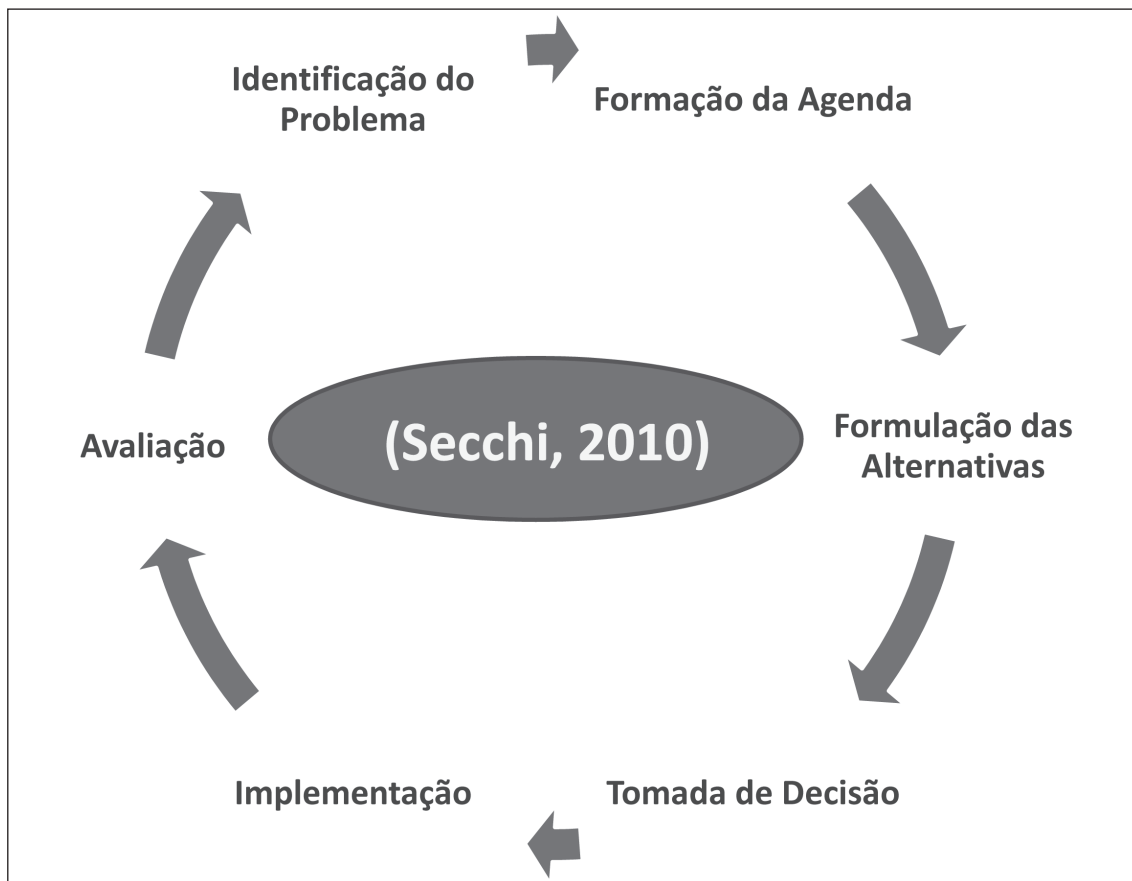 Identificação do
Problema
Formação da Agenda
Formulação das
Alternativas
Tomada de Decisão
Implementação
Avaliação
(Secchi, 2010)